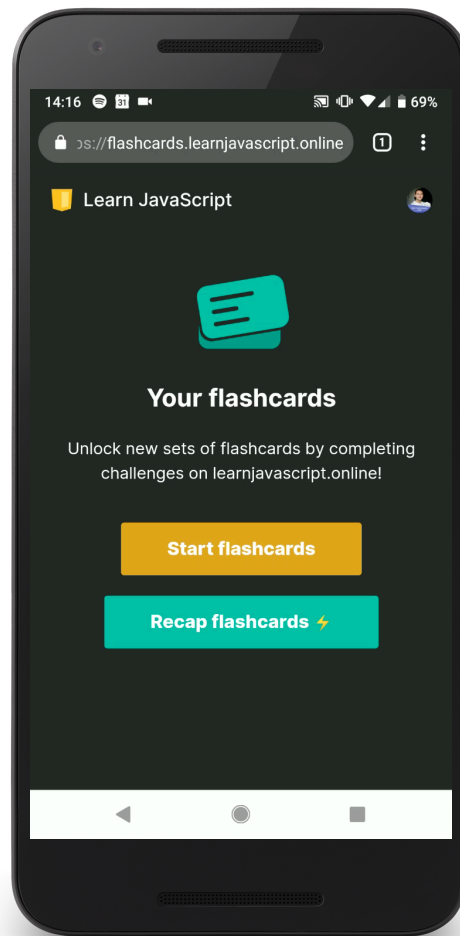 14:16 31 69%
ɔs://flashcards.learnjavascript.online 1
Learn JavaScript
Your flashcards
Unlock new sets of flashcards by completing
challenges on learnjavascript.online!
Start flashcards
Recap flashcards ⚡